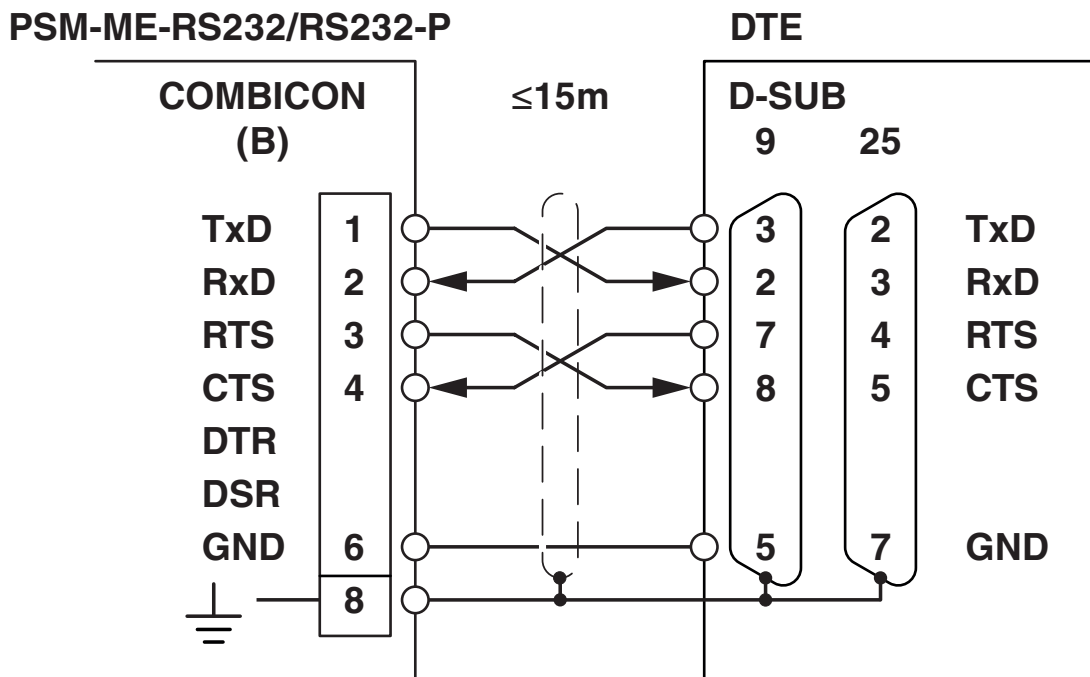 PSM-ME-RS232/RS232-P DTE
COMBICON ≤15m D-SUB
(B) 9 25
TxD 1 3 2 TxD
RxD 2 2 3 RxD
RTS 3 7 4 RTS
CTS 4 8 5 CTS
DTR
DSR
GND 6 5 7 GND
8